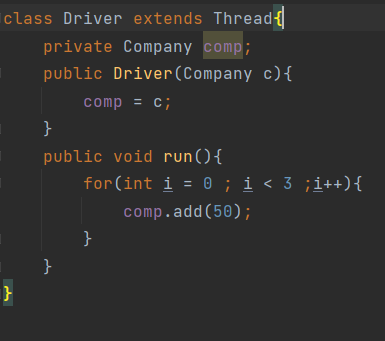 class Driver extends Thread{
    private Company comp;
    public Driver(Company c){
        comp = c;
    }
    public void run(){
        for(int i = 0 ; i < 3 ;i++){
            comp.add(50);
        }
    }
}